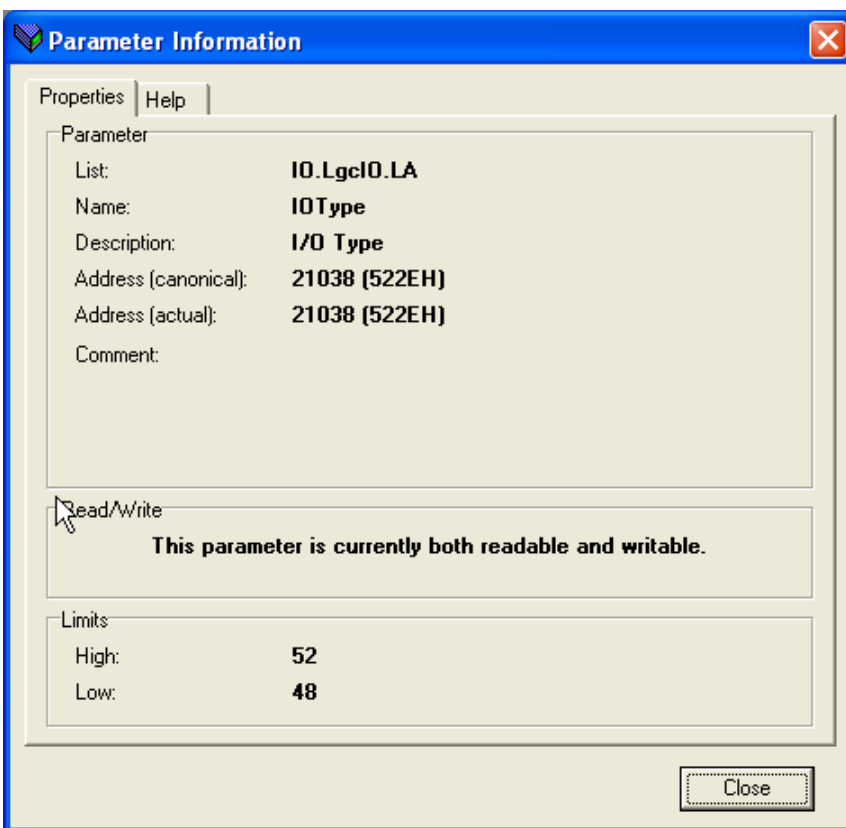 Parameter Information
Properties Help
Parameter
List: IO.LgcIO.LA
Name: IOType
Description: I/O Type
Address (canonical): 21038 (522EH)
Address (actual): 21038 (522EH)
Comment:
Read/Write
This parameter is currently both readable and writable.
Limits
High: 52
Low: 48
Close